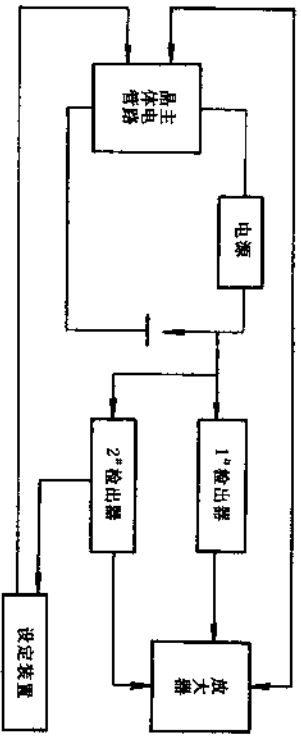 主电路
晶体管
电源
1#检出器
2#检出器
放大器
设定装置